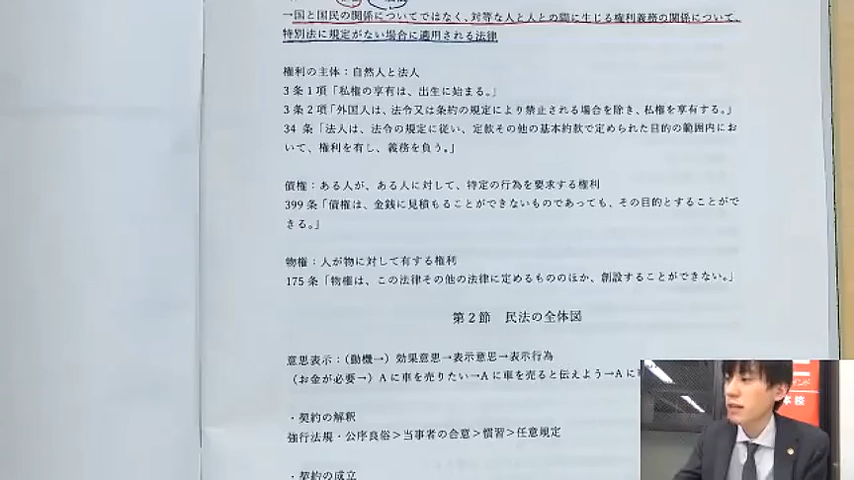 一国と国民の関係についてではなく、対等な人と人との間に生じる権利義務の関係について、
特別法に規定がない場合に適用される法律
権利の主体:自然人と法人
3条1項「私権の享有は、出生に始まる。」
3条2項「外国人は、法令又は条約の規定により禁止される場合を除き、私権を享有する。」
34 条「法人は、法令の規定に従い、定款その他の基本約款で定められた目的の範囲内にお
いて、権利を有し、義務を負う。」
債権:ある人が、ある人に対して、特定の行為を要求する権利
399条「債権は、金銭に見積もることができないものであっても、その目的とすることがで
きる。」
物権:人が物に対して有する権利
175条「物権は、この法律その他の法律に定めるもののほか、創設することができない。」
第2節 民法の全体図
意思表示:(動機→)効果意思→表示意思→表示行為
(お金が必要→)Aに車を売りたい→Aに車を売ると伝えよう→Aに
・契約の解釈
強行法規・公序良俗>当事者の合意>慣習>任意規定
・契約の成立